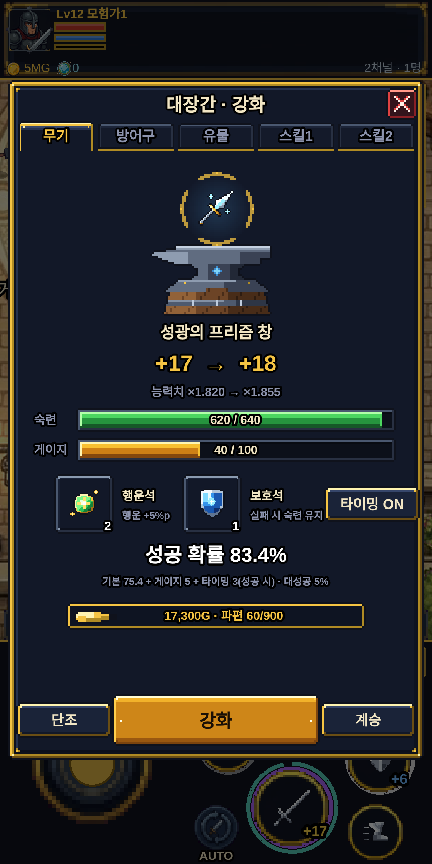 Lv12 모험가1
5MG
0
2채널 · 1명
대장간 · 강화
무기
방어구
유물
스킬1
스킬2
성광의 프리즘 창
+17 → +18
능력치 ×1.820 → ×1.855
숙련
620 / 640
게이지
40 / 100
행운석
행운 +5%p
2
보호석
실패 시 숙련 유지
1
타이밍 ON
성공 확률 83.4%
기본 75.4 + 게이지 5 + 타이밍 3(성공 시) · 대성공 5%
17,300G · 파편 60/900
단조
강화
계승
+6
+17
AUTO